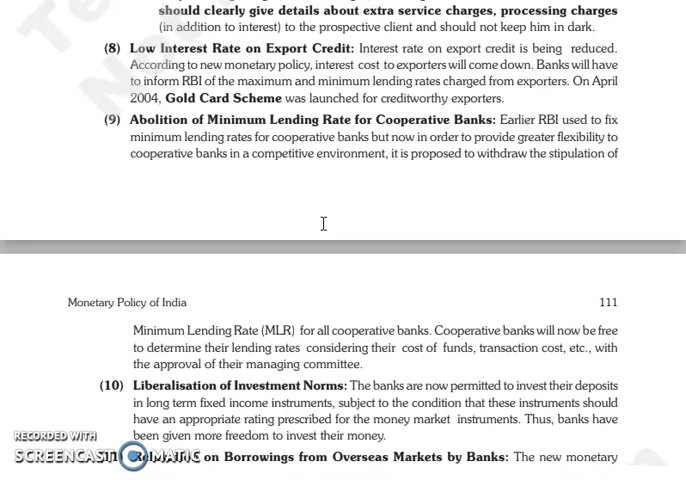 should clearly give details about extra service charges, processing charges
(in addition to interest) to the prospective client and should not keep him in dark.
(8) Low Interest Rate on Export Credit: Interest rate on export credit is being reduced.
According to new monetary policy, interest cost to exporters will come down. Banks will have
to inform RBI of the maximum and minimum lending rates charged from exporters. On April
2004, Gold Card Scheme was launched for creditworthy exporters.
(9) Abolition of Minimum Lending Rate for Cooperative Banks: Earlier RBI used to fix
minimum lending rates for cooperative banks but now in order to provide greater flexibility to
cooperative banks in a competitive environment, it is proposed to withdraw the stipulation of
Monetary Policy of India 111
Minimum Lending Rate (MLR) for all cooperative banks. Cooperative banks will now be free
to determine their lending rates considering their cost of funds, transaction cost, etc., with
the approval of their managing committee.
(10) Liberalisation of Investment Norms: The banks are now permitted to invest their deposits
in long term fixed income instruments, subject to the condition that these instruments should
have an appropriate rating prescribed for the money market instruments. Thus, banks have
been given more freedom to invest their money.
RECORDED WITH
SCREENCAST MATIC
on Borrowings from Overseas Markets by Banks: The new monetary